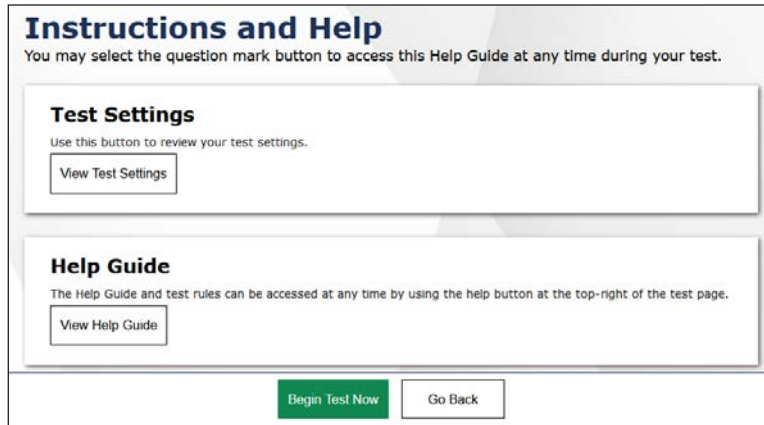 Instructions and Help
You may select the question mark button to access this Help Guide at any time during your test.
Test Settings
Use this button to review your test settings.
View Test Settings
Help Guide
The Help Guide and test rules can be accessed at any time by using the help button at the top-right of the test page.
View Help Guide
Begin Test Now
Go Back